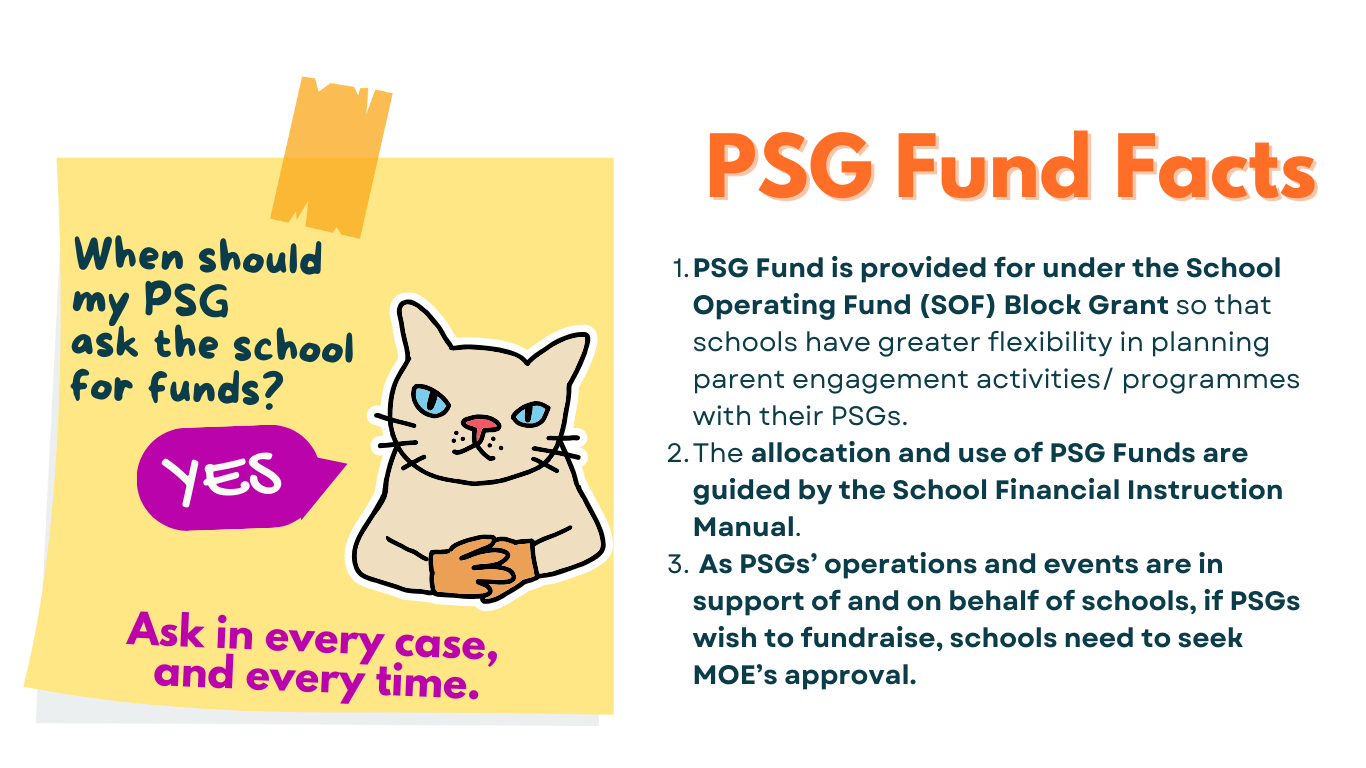 When should
my PSG
ask the school
for funds?
YES
Ask in every case,
and every time.
PSG Fund Facts
1. PSG Fund is provided for under the School
Operating Fund (SOF) Block Grant so that
schools have greater flexibility in planning
parent engagement activities/ programmes
with their PSGs.
2. The allocation and use of PSG Funds are
guided by the School Financial Instruction
Manual.
3. As PSGs’ operations and events are in
support of and on behalf of schools, if PSGs
wish to fundraise, schools need to seek
MOE’s approval.